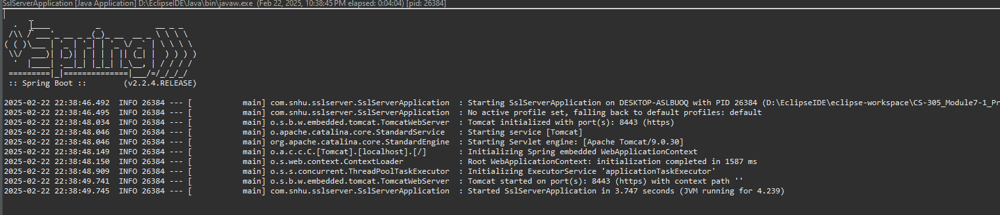 SslServerApplication [Java Application] D:\EclipseIDE\Java\bin\javaw.exe (Feb 22, 2025, 10:38:45 PM elapsed: 0:04:04) [pid: 26384]
  .   ____          _            __ _ _
 /\\ / ___'_ __ _ _(_)_ __  __ _ \ \ \ \
( ( )\___ | '_ | '_| | '_ \/ _` | \ \ \ \
 \\/  ___)| |_)| | | | | || (_| |  ) ) ) )
  '  |____| .__|_| |_|_| |_\__, | / / / /
 =========|_|==============|___/=/_/_/_/
 :: Spring Boot ::        (v2.2.4.RELEASE)
2025-02-22 22:38:46.492  INFO 26384 --- [           main] com.snhu.sslserver.SslServerApplication  : Starting SslServerApplication on DESKTOP-ASLBUOQ with PID 26384 (D:\EclipseIDE\eclipse-workspace\CS-305_Module7-1_Pr
2025-02-22 22:38:46.495  INFO 26384 --- [           main] com.snhu.sslserver.SslServerApplication  : No active profile set, falling back to default profiles: default
2025-02-22 22:38:48.034  INFO 26384 --- [           main] o.s.b.w.embedded.tomcat.TomcatWebServer  : Tomcat initialized with port(s): 8443 (https)
2025-02-22 22:38:48.046  INFO 26384 --- [           main] o.apache.catalina.core.StandardService   : Starting service [Tomcat]
2025-02-22 22:38:48.046  INFO 26384 --- [           main] org.apache.catalina.core.StandardEngine  : Starting Servlet engine: [Apache Tomcat/9.0.30]
2025-02-22 22:38:48.149  INFO 26384 --- [           main] o.a.c.c.C.[Tomcat].[localhost].[/]       : Initializing Spring embedded WebApplicationContext
2025-02-22 22:38:48.150  INFO 26384 --- [           main] o.s.web.context.ContextLoader            : Root WebApplicationContext: initialization completed in 1587 ms
2025-02-22 22:38:48.909  INFO 26384 --- [           main] o.s.s.concurrent.ThreadPoolTaskExecutor  : Initializing ExecutorService 'applicationTaskExecutor'
2025-02-22 22:38:49.741  INFO 26384 --- [           main] o.s.b.w.embedded.tomcat.TomcatWebServer  : Tomcat started on port(s): 8443 (https) with context path ''
2025-02-22 22:38:49.745  INFO 26384 --- [           main] com.snhu.sslserver.SslServerApplication  : Started SslServerApplication in 3.747 seconds (JVM running for 4.239)